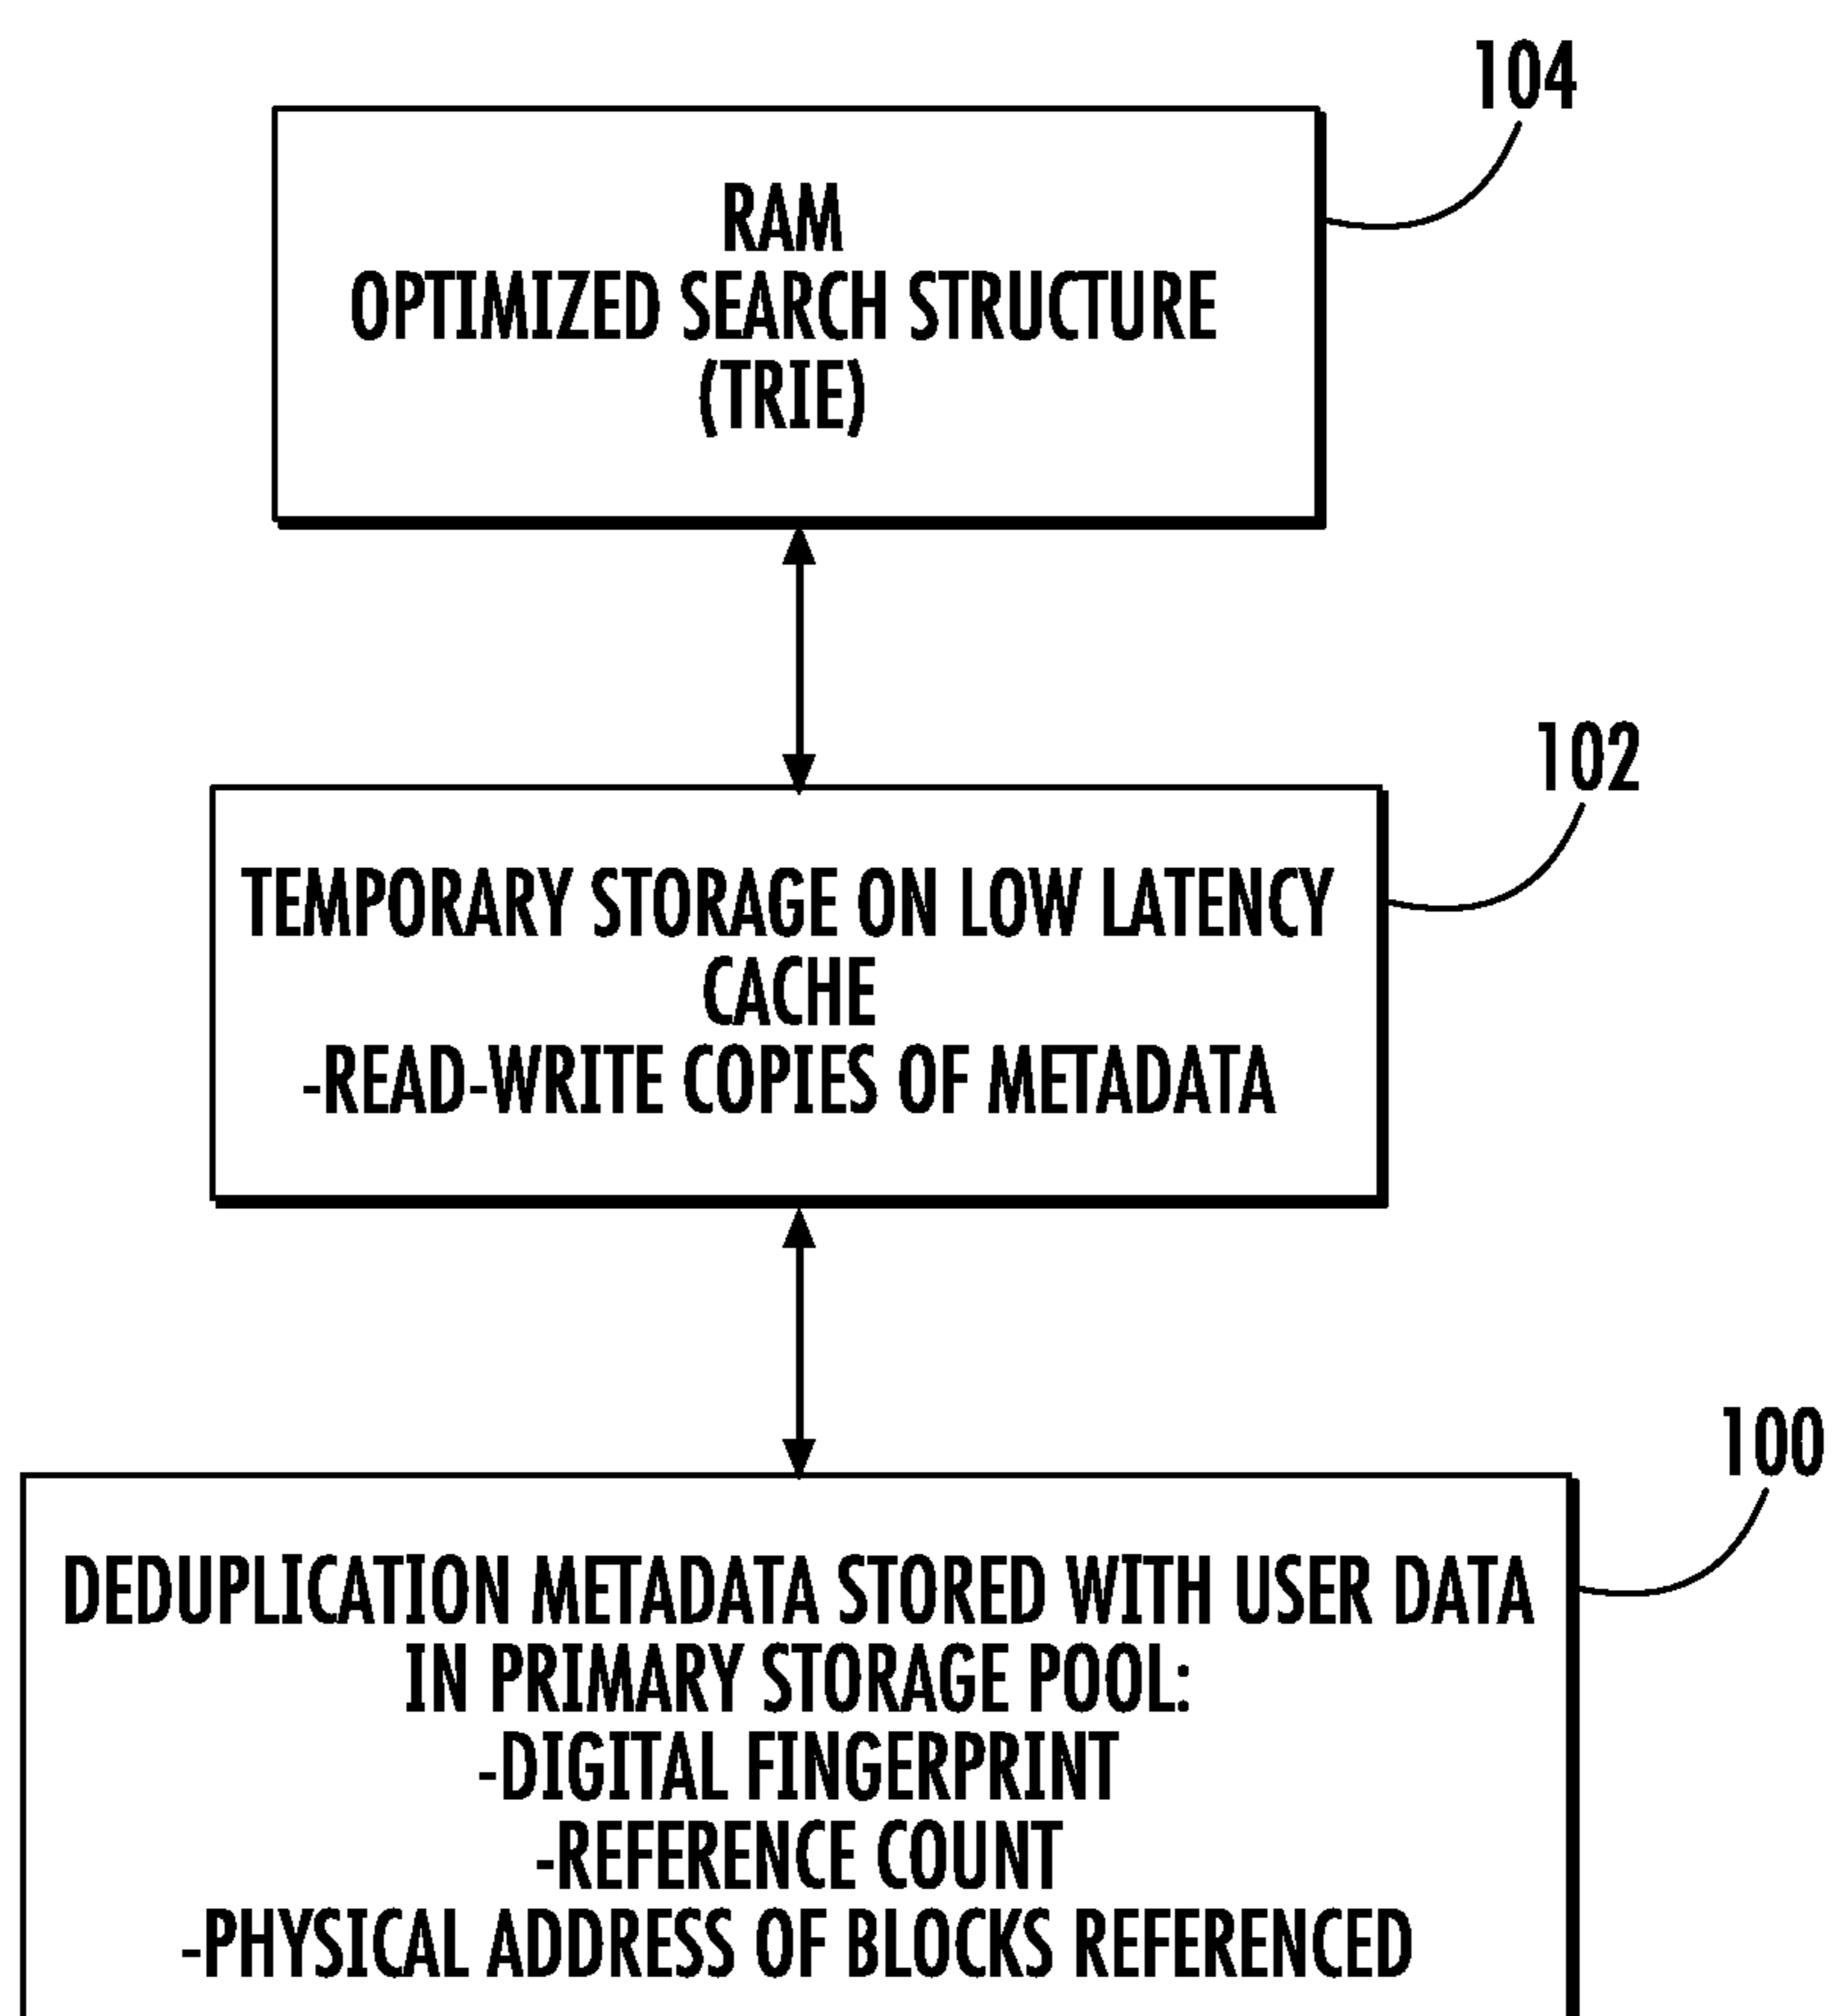 104
RAM
OPTIMIZED SEARCH STRUCTURE
(TRIE)
102
TEMPORARY STORAGE ON LOW LATENCY
CACHE
-READ-WRITE COPIES OF METADATA
100
DEDUPLICATION METADATA STORED WITH USER DATA
IN PRIMARY STORAGE POOL:
-DIGITAL FINGERPRINT
-REFERENCE COUNT
-PHYSICAL ADDRESS OF BLOCKS REFERENCED